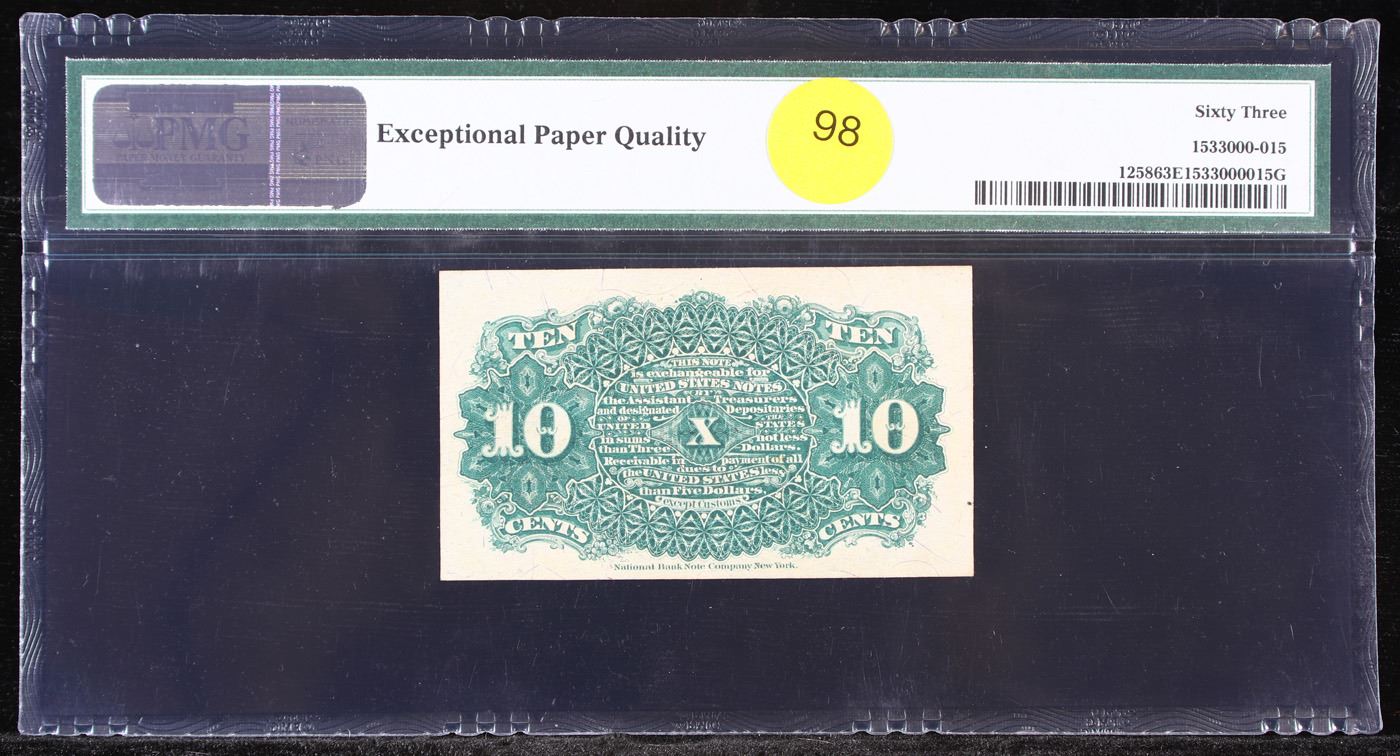 PMG
PAPER MONEY GUARANTY
Exceptional Paper Quality
98
Sixty Three
1533000-015
125863E1533000015G
TEN
TEN
THIS NOTE
is exchangeable for
UNITED STATES NOTES
BY
the Assistant Treasurers
and designated Depositaries
OF THE
UNITED STATES
in sums not less
than Three Dollars.
Receivable in payment of all
dues to
the UNITED STATES less
than Five Dollars,
except Customs.
X
10
10
CENTS
CENTS
National Bank Note Company New York.